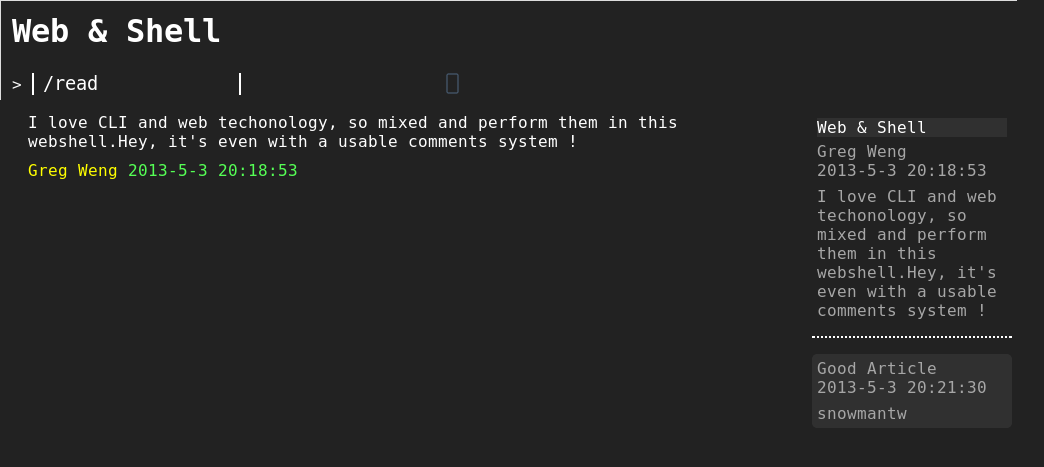 Web & Shell
> /read
I love CLI and web techonology, so mixed and perform them in this
webshell.Hey, it's even with a usable comments system !
Greg Weng 2013-5-3 20:18:53
Web & Shell
Greg Weng
2013-5-3 20:18:53
I love CLI and web
techonology, so
mixed and perform
them in this
webshell.Hey, it's
even with a usable
comments system !
Good Article
2013-5-3 20:21:30
snowmantw